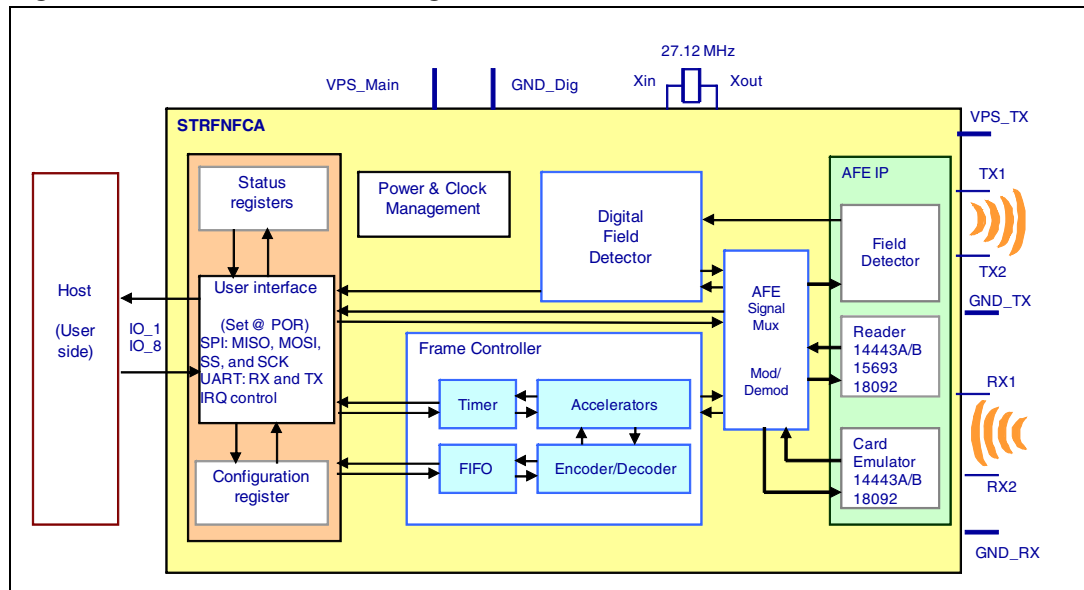 27.12 MHz
VPS_Main
GND_Dig
Xin
Xout
VPS_TX
STRFNFCA
Status
registers
Power & Clock
Management
Digital
Field
Detector
AFE IP
TX1
Field
Detector
TX2
Host
(User
side)
IO_1
IO_8
User interface
(Set @ POR)
SPI: MISO, MOSI,
SS, and SCK
UART: RX and TX
IRQ control
AFE
Signal
Mux
Mod/
Demod
GND_TX
Reader
14443A/B
15693
18092
Frame Controller
Timer
Accelerators
FIFO
Encoder/Decoder
Configuration
register
RX1
Card
Emulator
14443A/B
18092
RX2
GND_RX